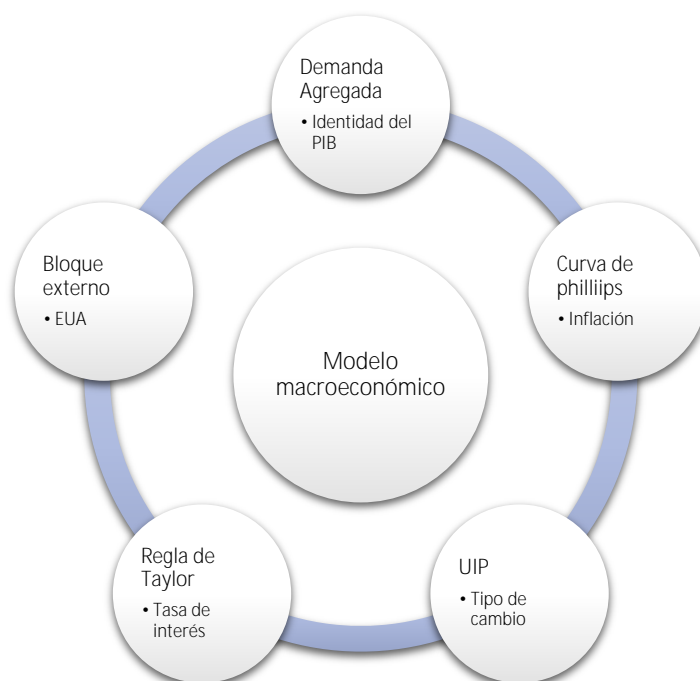 Demanda
Agregada
• Identidad del
PIB
Curva de
philliips
• Inflación
UIP
• Tipo de
cambio
Regla de
Taylor
• Tasa de
interés
Bloque
externo
• EUA
Modelo
macroeconómico